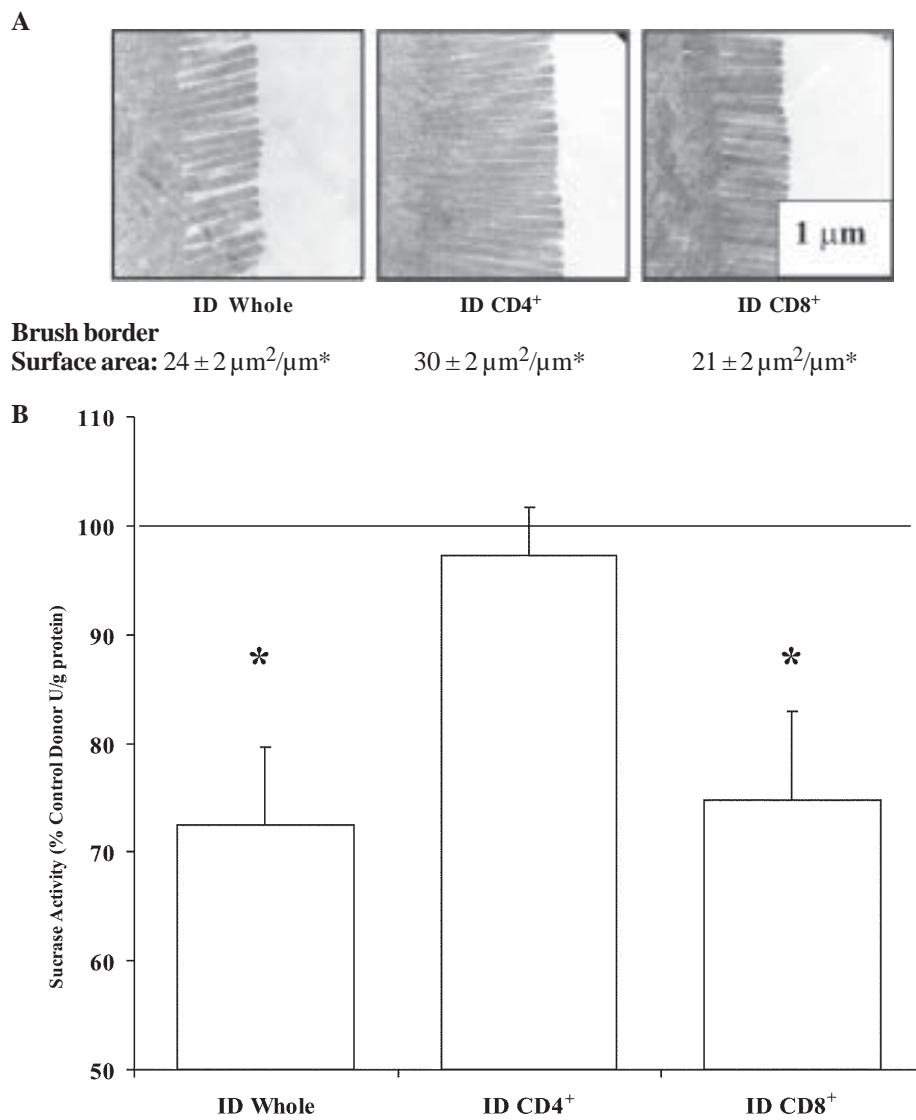 A
1 µm
ID Whole ID CD4⁺ ID CD8⁺
Brush border
Surface area: 24 ± 2 µm²/µm* 30 ± 2 µm²/µm* 21 ± 2 µm²/µm*
B
Sucrase Activity (% Control Donor U/g protein)
110
100
90
80
70
60
50
* *
ID Whole ID CD4⁺ ID CD8⁺